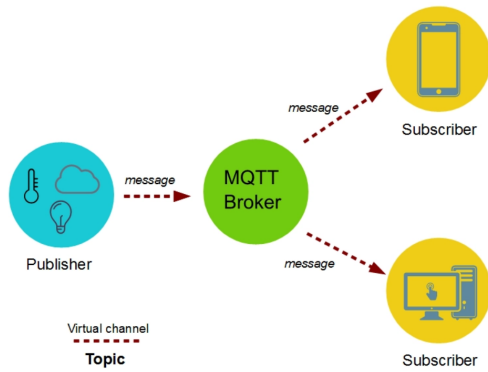 message
Subscriber
message
MQTT
Broker
Publisher
message
Subscriber
Virtual channel
Topic